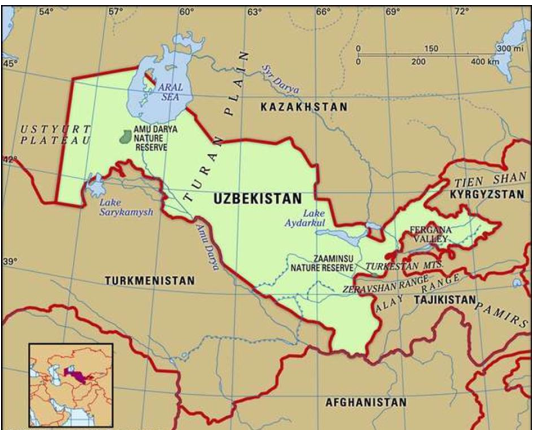 54° 57° 60° 63° 66° 69° 72°
0 150 300 mi
0 200 400 km
45°
ARAL
SEA
Syr Darya
KAZAKHSTAN
TURAN PLAIN
USTYURT
PLATEAU
AMU DARYA
NATURE
RESERVE
42°
TIEN SHAN
KYRGYZSTAN
UZBEKISTAN
Lake
Sarykamysh
Lake
Aydarkul
FERGANA
VALLEY
Amu Darya
ZAAMINSU
NATURE RESERVE
TURKESTAN MTS.
39°
TURKMENISTAN
ZERAVSHAN RANGE
ALAY RANGE
TAJIKISTAN
PAMIRS
AFGHANISTAN